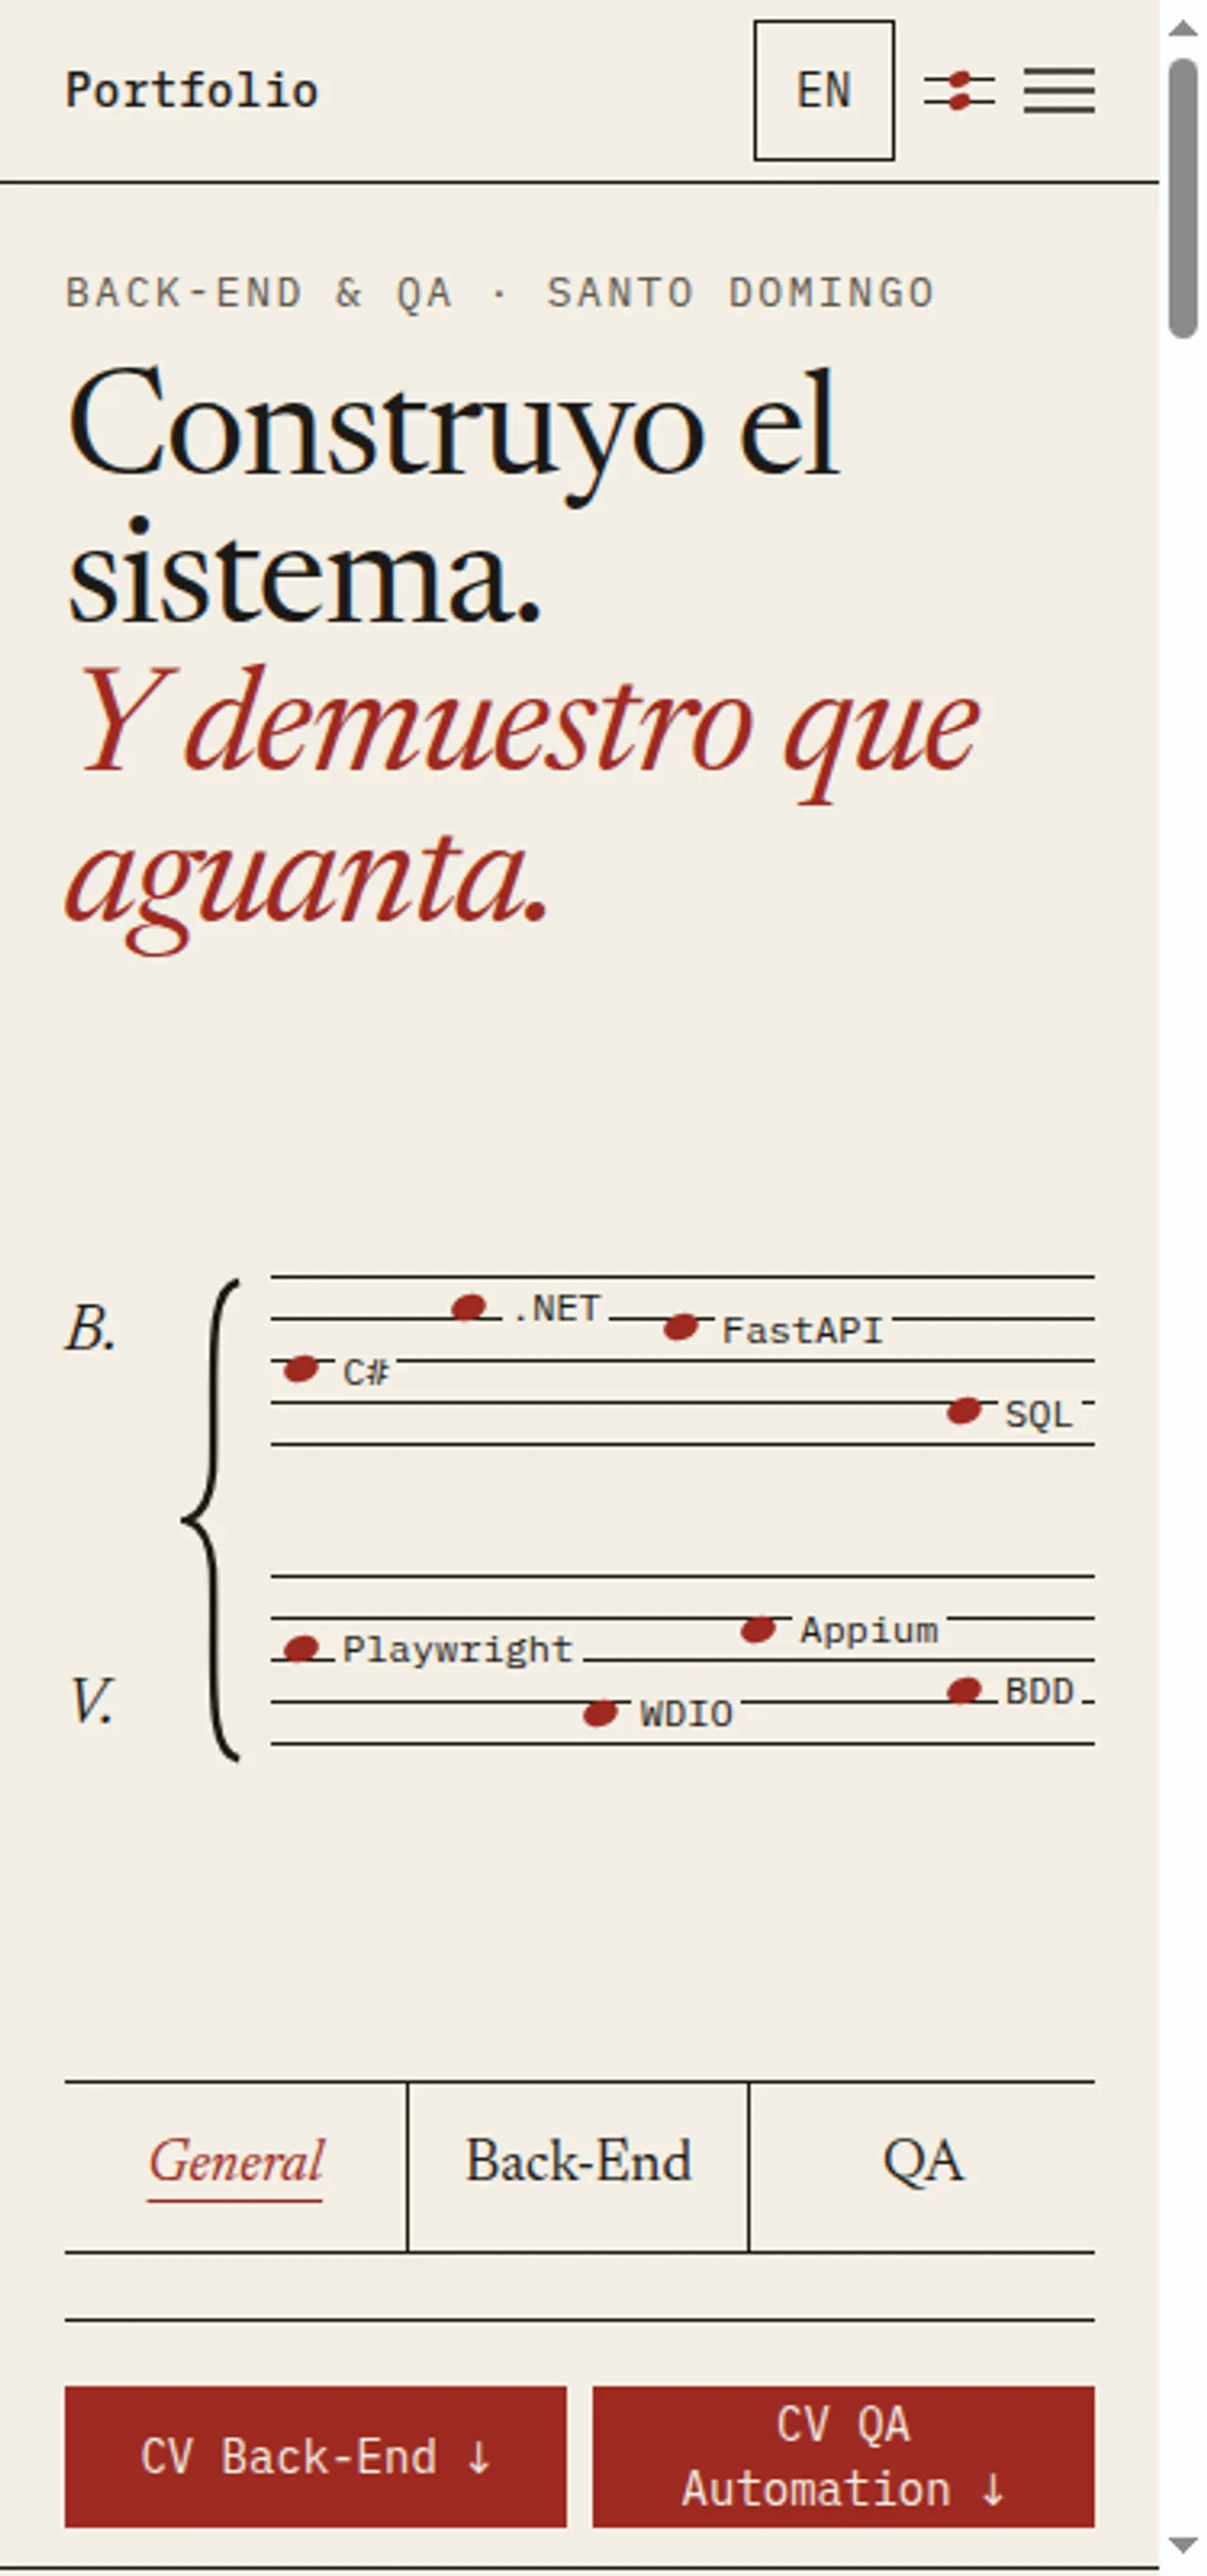 Portfolio
EN
BACK-END & QA · SANTO DOMINGO
Construyo el
sistema.
Y demuestro que
aguanta.
B.
.NET
FastAPI
C#
SQL
Appium
Playwright
BDD
V.
WDIO
General
Back-End
QA
CV Back-End ↓
CV QA
Automation ↓